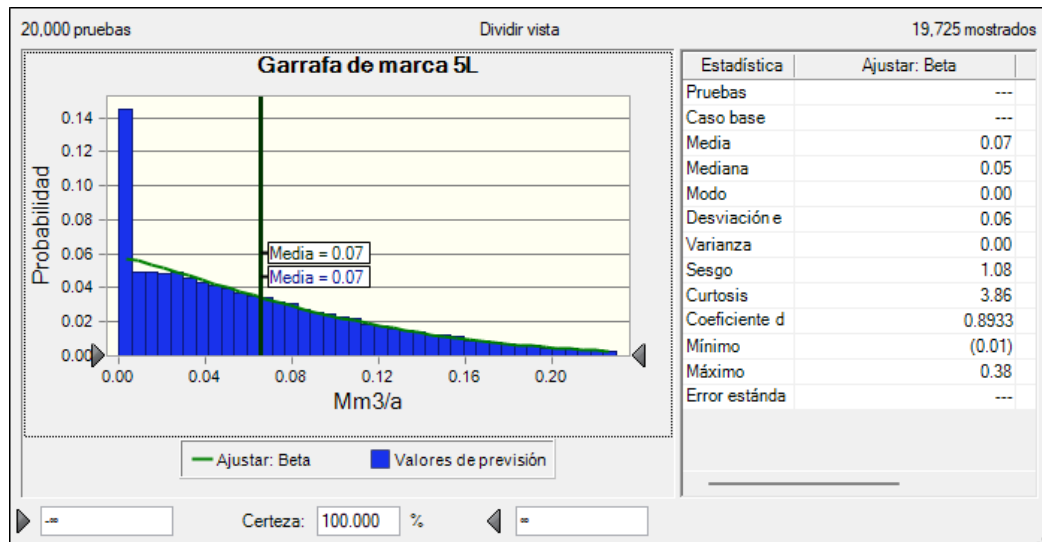 20,000 pruebas Dividir vista 19,725 mostrados
Garrafa de marca 5L
Probabilidad
0.14
0.12
0.10
0.08
0.06
0.04
0.02
0.00
Media = 0.07
Media = 0.07
0.00 0.04 0.08 0.12 0.16 0.20
Mm3/a
Ajustar: Beta Valores de previsión
Estadística Ajustar: Beta
Pruebas ---
Caso base ---
Media 0.07
Mediana 0.05
Modo 0.00
Desviación e 0.06
Varianza 0.00
Sesgo 1.08
Curtosis 3.86
Coeficiente d 0.8933
Mínimo (0.01)
Máximo 0.38
Error estánda ---
-∞ Certeza: 100.000 % ∞